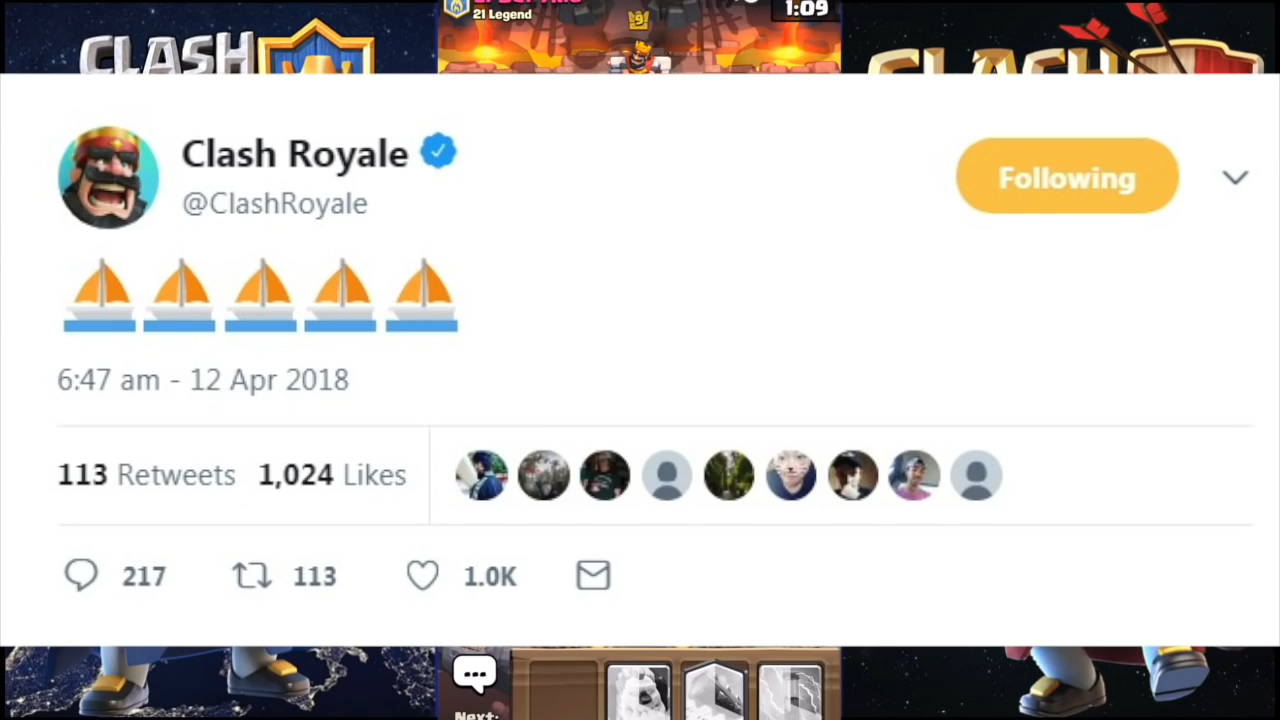 21 Legend
1:09
CLASH
CLASH
Clash Royale
@ClashRoyale
Following
⛵⛵⛵⛵⛵
6:47 am - 12 Apr 2018
113 Retweets 1,024 Likes
217 113 1.0K
Next: